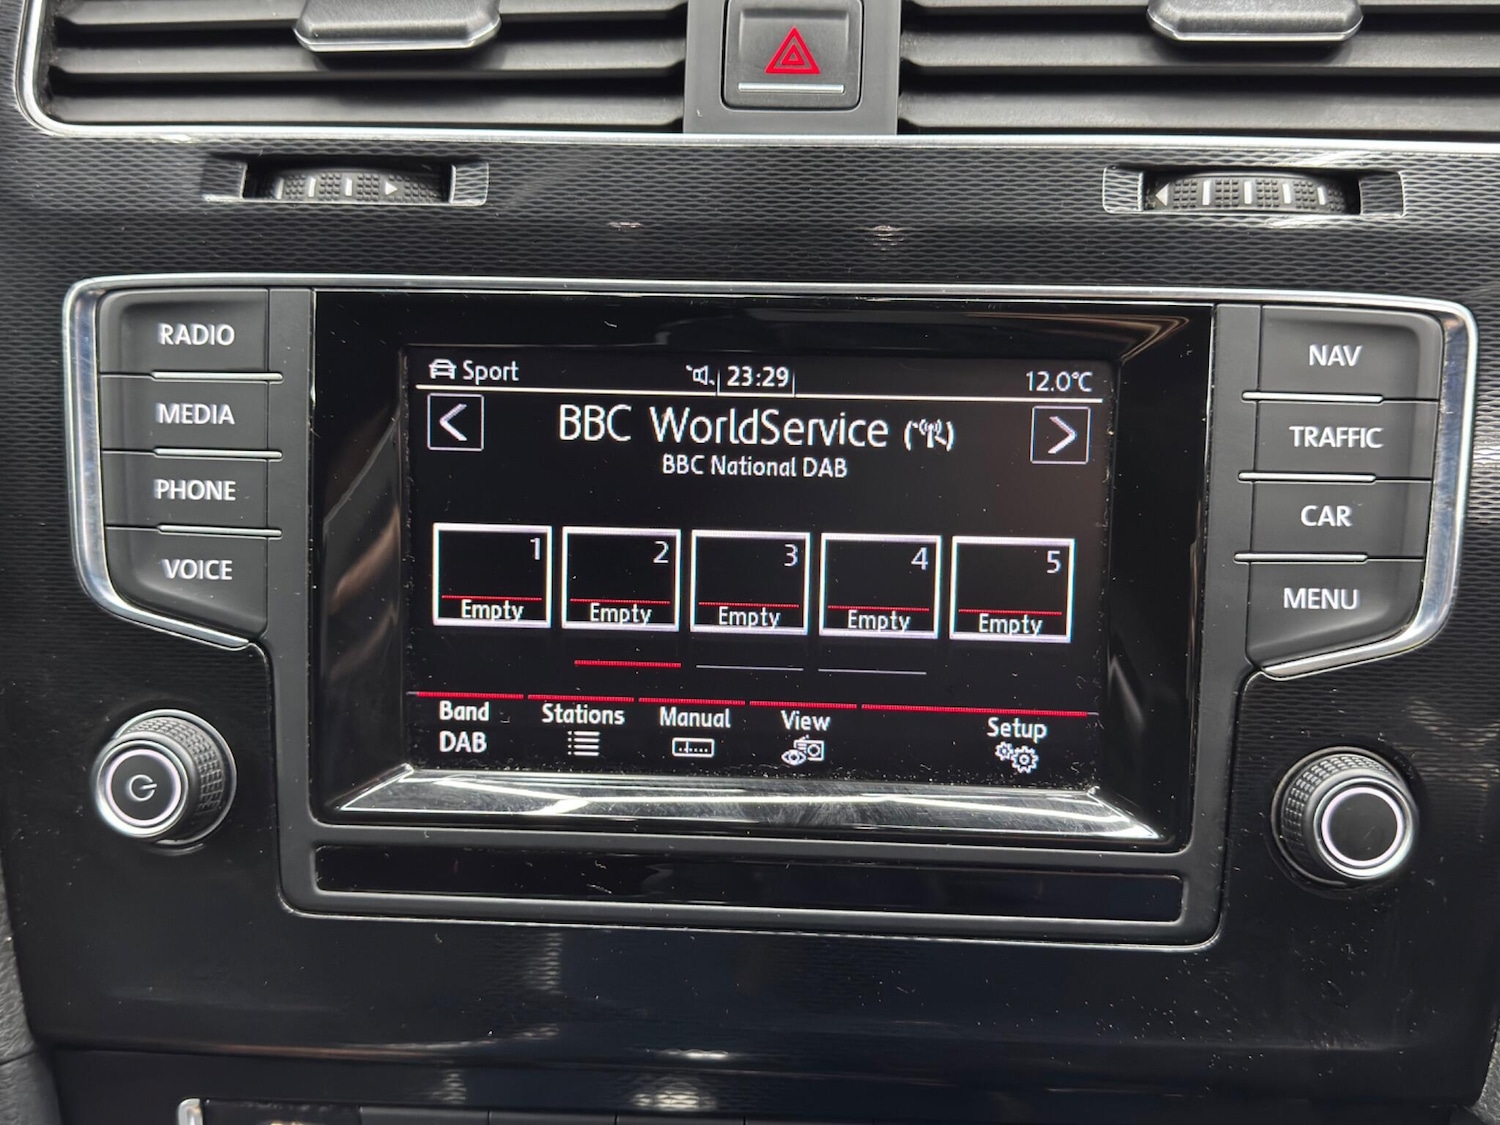 RADIO
MEDIA
PHONE
VOICE
NAV
TRAFFIC
CAR
MENU
Sport 23:29 12.0°C
BBC WorldService
BBC National DAB
1 2 3 4 5
Empty Empty Empty Empty Empty
Band Stations Manual View Setup
DAB